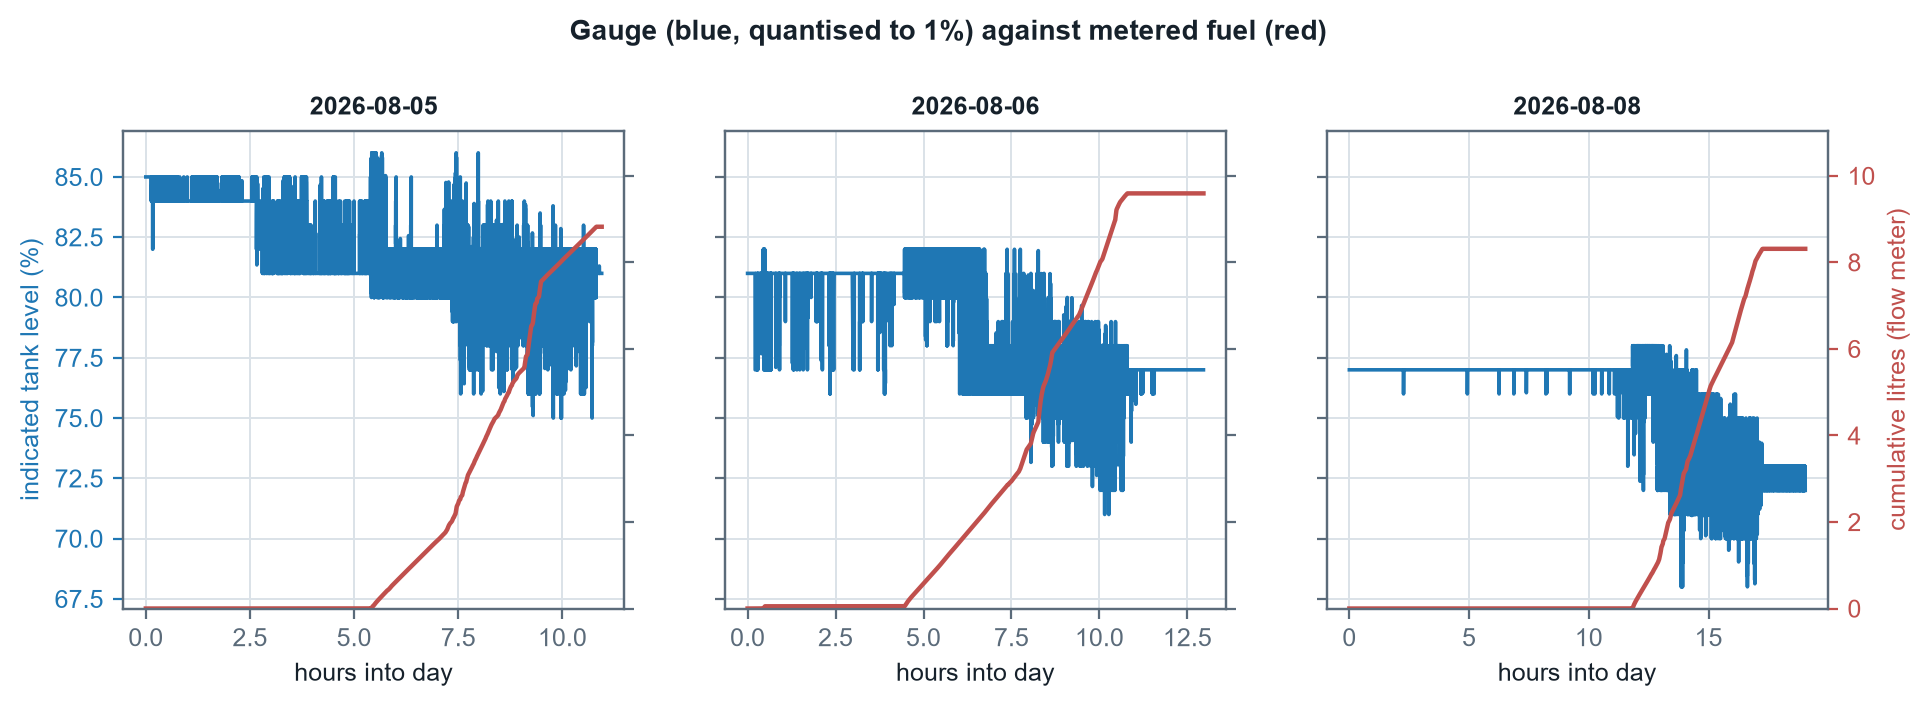 Gauge (blue, quantised to 1%) against metered fuel (red)
2026-08-05
2026-08-06
2026-08-08
indicated tank level (%)
85.0
82.5
80.0
77.5
75.0
72.5
70.0
67.5
0.0 2.5 5.0 7.5 10.0
hours into day
0.0 2.5 5.0 7.5 10.0 12.5
hours into day
0 5 10 15
hours into day
10
8
6
4
2
0
cumulative litres (flow meter)